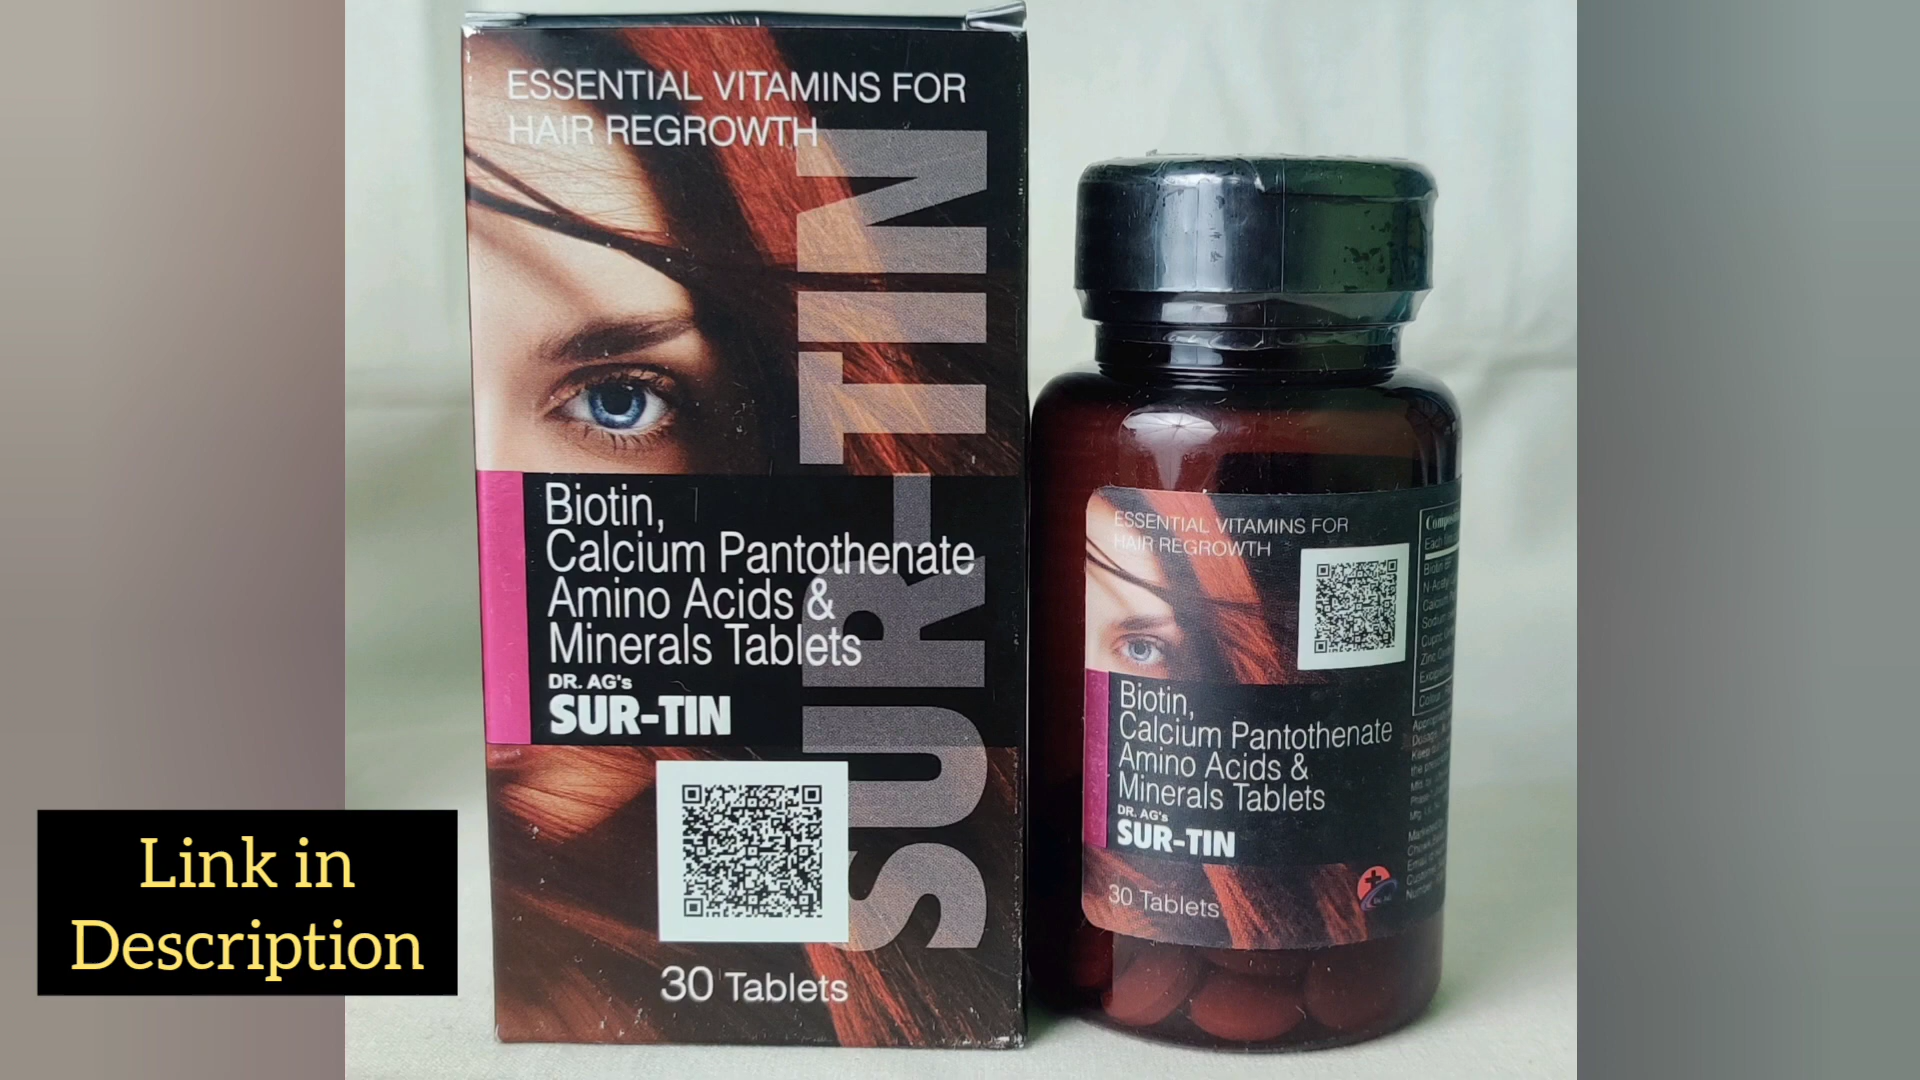 ESSENTIAL VITAMINS FOR
HAIR REGROWTH
SUR-TIN
Biotin,
Calcium Pantothenate
Amino Acids &
Minerals Tablets
DR. AG's
SUR-TIN
30 Tablets
ESSENTIAL VITAMINS FOR
HAIR REGROWTH
Biotin,
Calcium Pantothenate
Amino Acids &
Minerals Tablets
DR. AG's
SUR-TIN
30 Tablets
Link in
Description